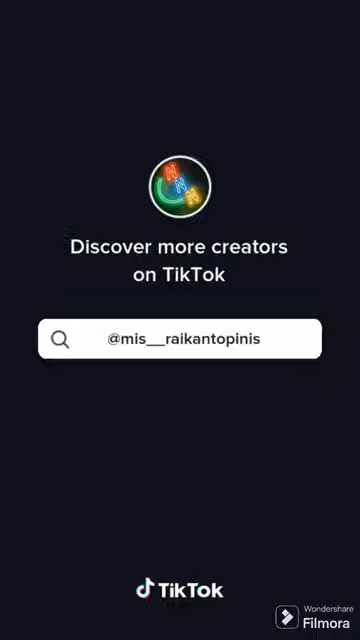 Discover more creators
on TikTok
@mis__raikantopinis
TikTok
Wondershare
Filmora